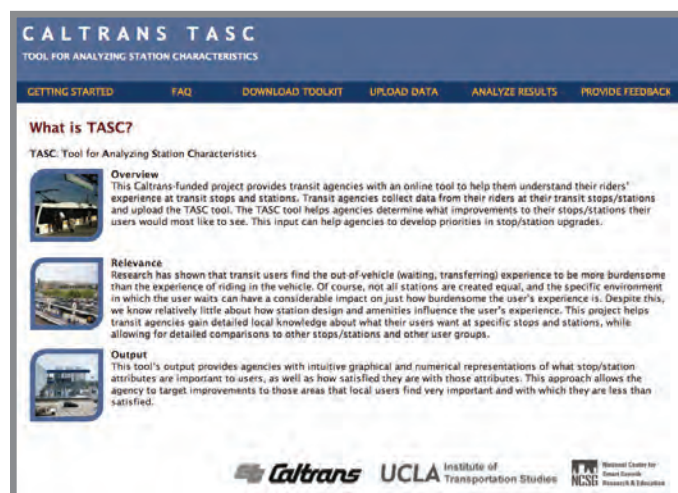 CALTRANS TASC
TOOL FOR ANALYZING STATION CHARACTERISTICS
GETTING STARTED FAQ DOWNLOAD TOOLKIT UPLOAD DATA ANALYZE RESULTS PROVIDE FEEDBACK
What is TASC?
TASC: Tool for Analyzing Station Characteristics
Overview
This Caltrans-funded project provides transit agencies with an online tool to help them understand their riders'
experience at transit stops and stations. Transit agencies collect data from their riders at their transit stops/stations
and upload the TASC tool. The TASC tool helps agencies determine what improvements to their stops/stations their
users would most like to see. This input can help agencies to develop priorities in stop/station upgrades.
Relevance
Research has shown that transit users find the out-of-vehicle (waiting, transferring) experience to be more burdensome
than the experience of riding in the vehicle. Of course, not all stations are created equal, and the specific environment
in which the user waits can have a considerable impact on just how burdensome the user's experience is. Despite this,
we know relatively little about how station design and amenities influence the user's experience. This project helps
transit agencies gain detailed local knowledge about what their users want at specific stops and stations, while
allowing for detailed comparisons to other stops/stations and other user groups.
Output
This tool's output provides agencies with intuitive graphical and numerical representations of what stop/station
attributes are important to users, as well as how satisfied they are with those attributes. This approach allows the
agency to target improvements to those areas that local users find very important and with which they are less than
satisfied.
Caltrans UCLA Institute of
Transportation Studies
NCSG National Center for
Smart Growth
Research & Education